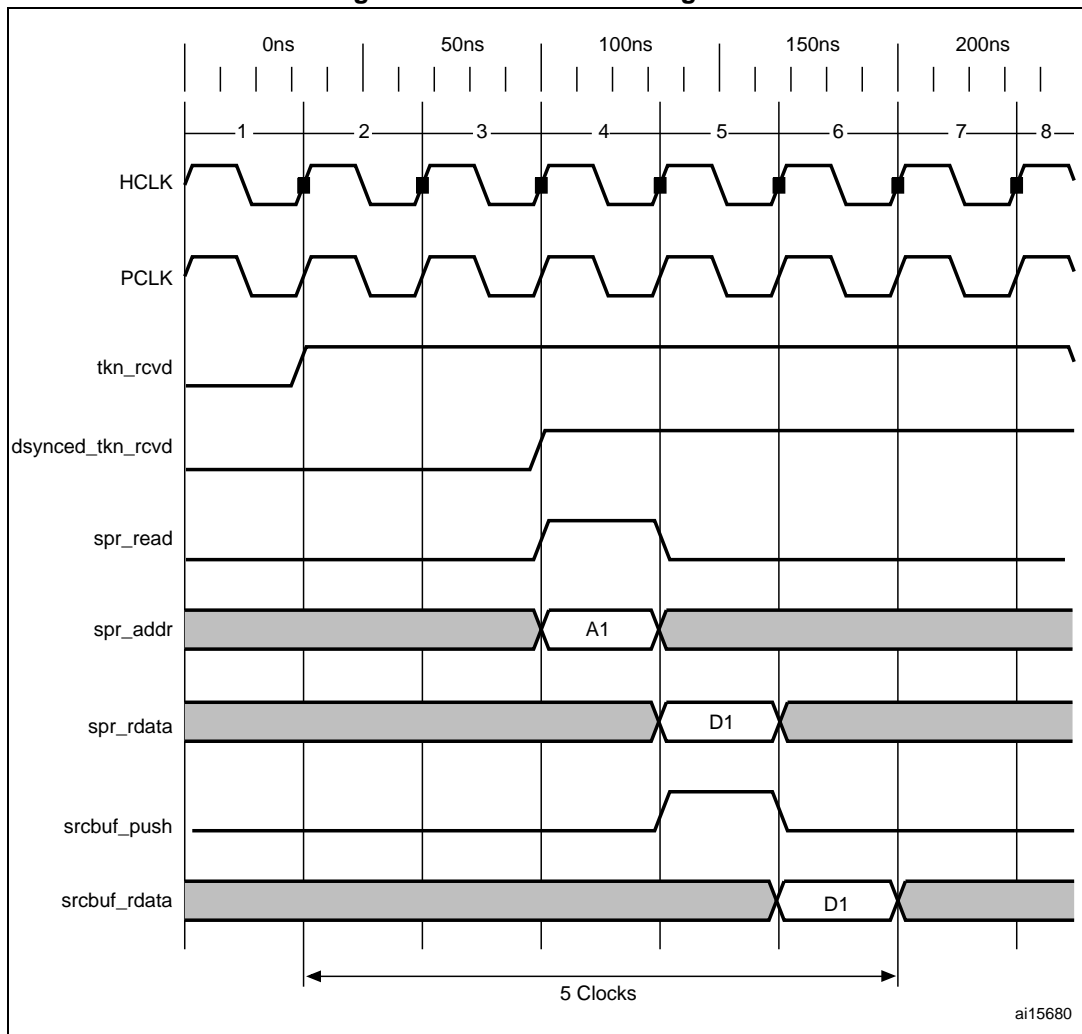 0ns 50ns 100ns 150ns 200ns
1 2 3 4 5 6 7 8
HCLK
PCLK
tkn_rcvd
dsynced_tkn_rcvd
spr_read
spr_addr A1
spr_rdata D1
srcbuf_push
srcbuf_rdata D1
5 Clocks
ai15680